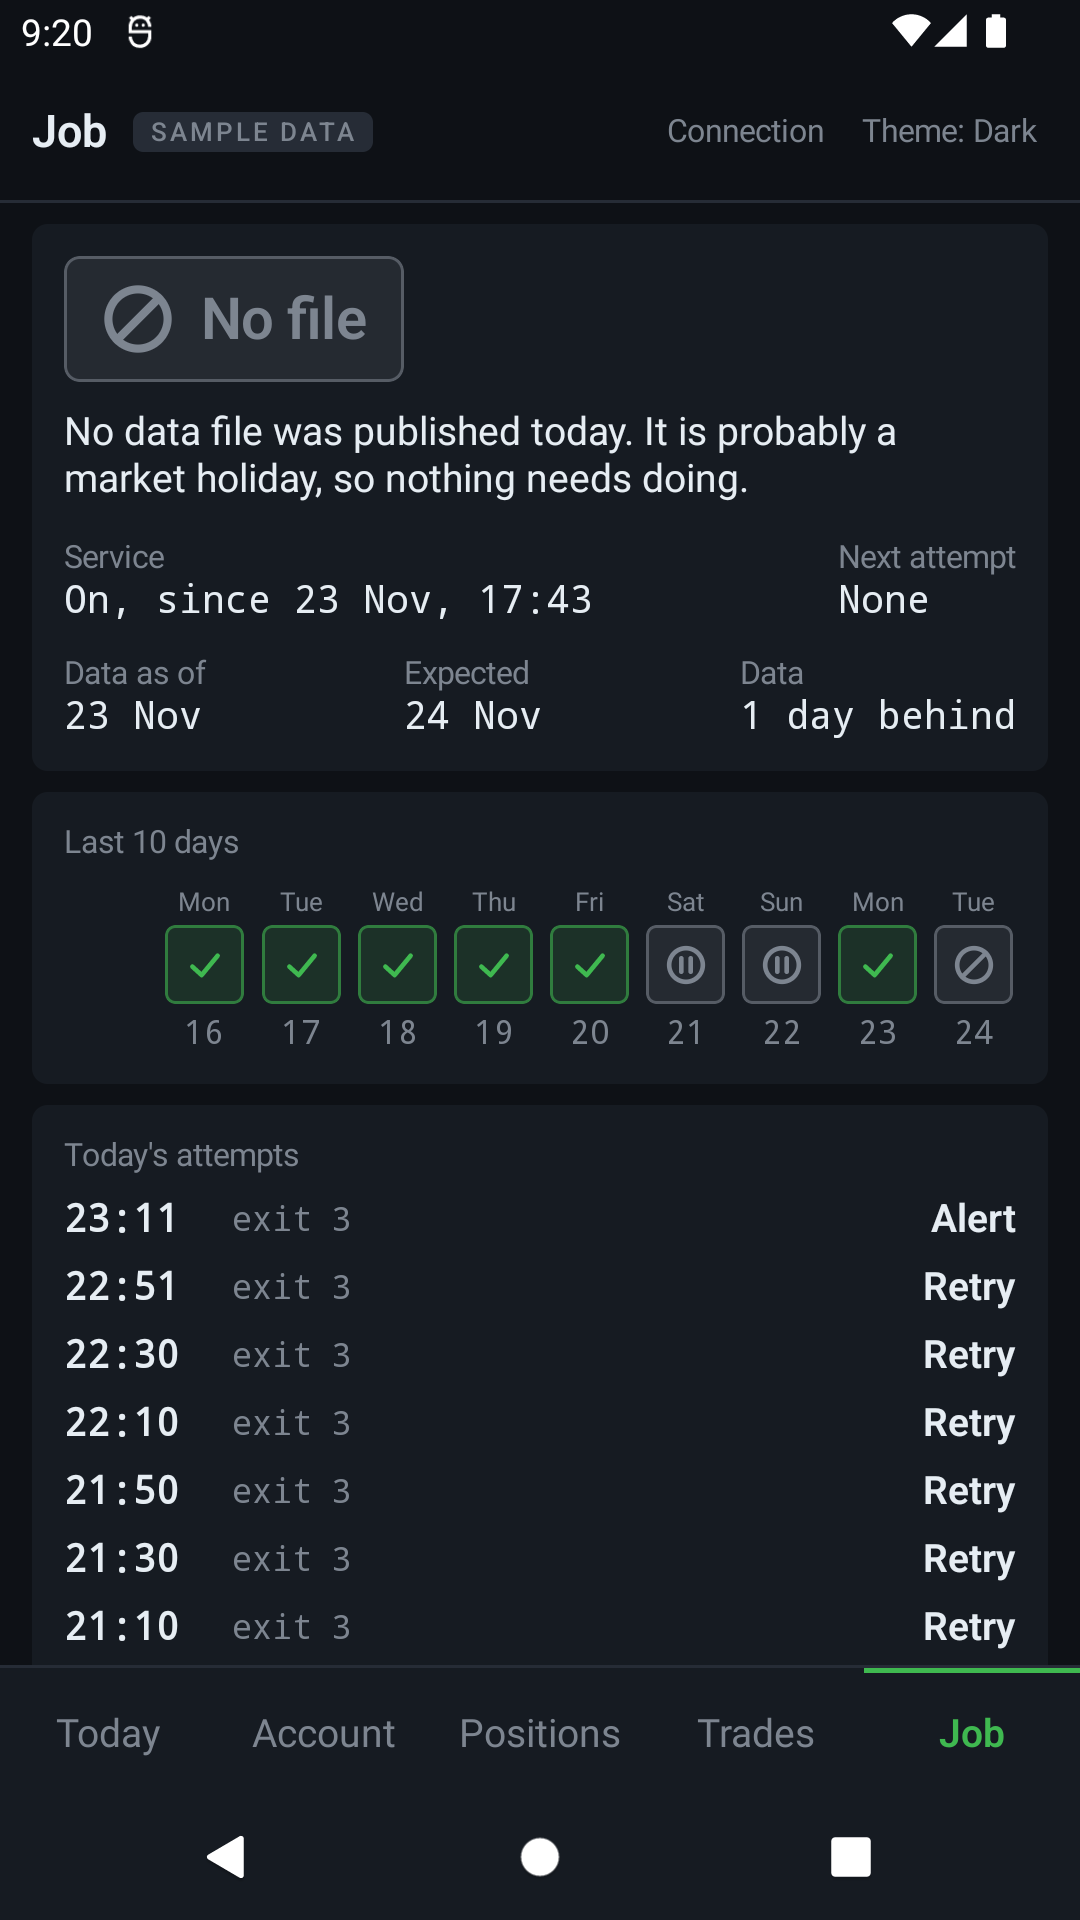 9:20
Job SAMPLE DATA Connection Theme: Dark
No file
No data file was published today. It is probably a
market holiday, so nothing needs doing.
Service Next attempt
On, since 23 Nov, 17:43 None
Data as of Expected Data
23 Nov 24 Nov 1 day behind
Last 10 days
Mon Tue Wed Thu Fri Sat Sun Mon Tue
16 17 18 19 20 21 22 23 24
Today's attempts
23:11 exit 3 Alert
22:51 exit 3 Retry
22:30 exit 3 Retry
22:10 exit 3 Retry
21:50 exit 3 Retry
21:30 exit 3 Retry
21:10 exit 3 Retry
Today Account Positions Trades Job